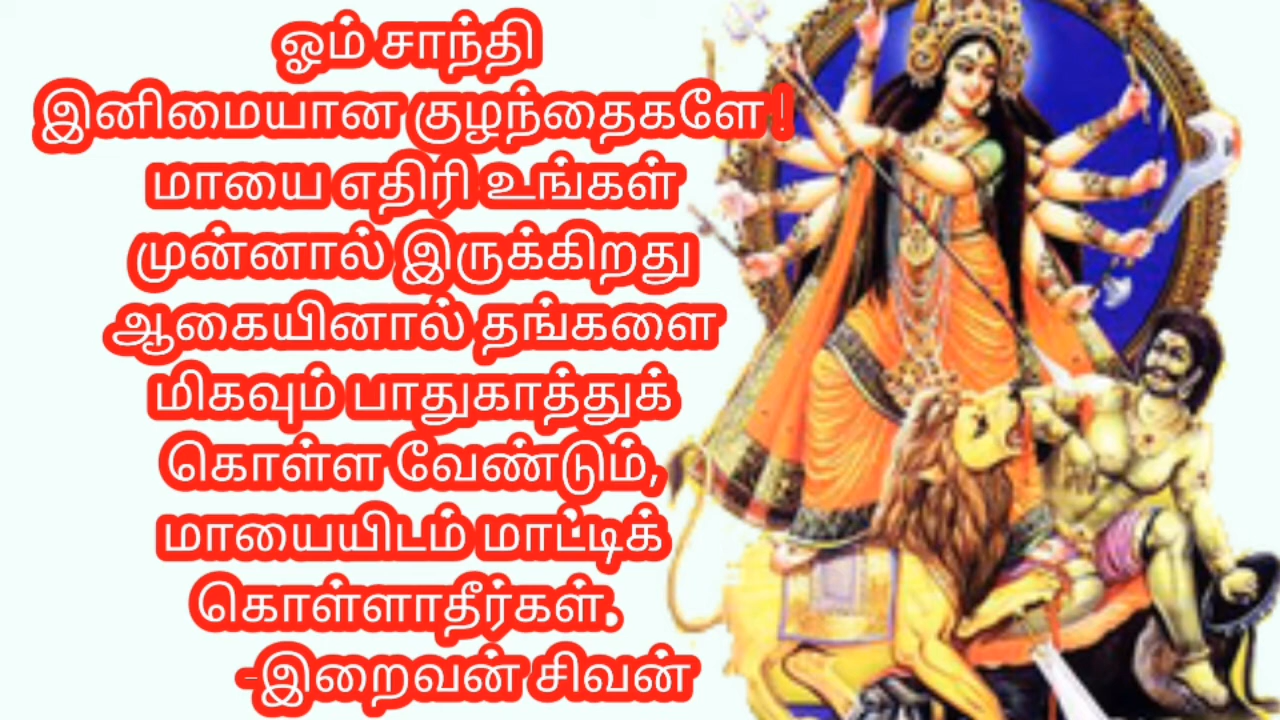 ஓம் சாந்தி
இனிமையான குழந்தைகளே !
மாயை எதிரி உங்கள்
முன்னால் இருக்கிறது
ஆகையினால் தங்களை
மிகவும் பாதுகாத்துக்
கொள்ள வேண்டும்,
மாயையிடம் மாட்டிக்
கொள்ளாதீர்கள்.
-இறைவன் சிவன்